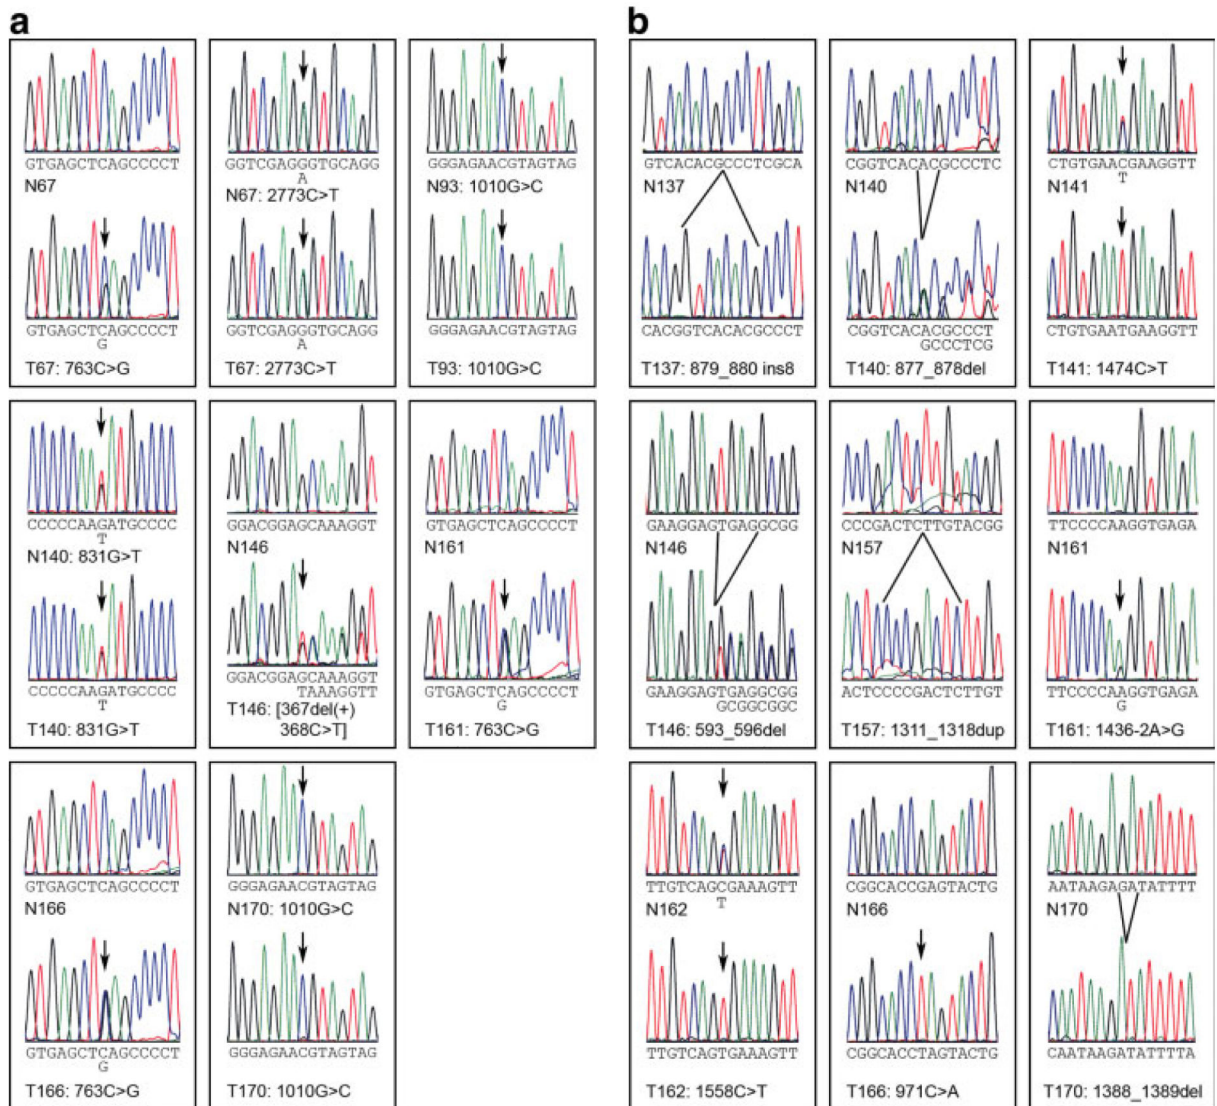 a
GTGAGCTCAGCCCCT
N67
GTGAGCTCAGCCCCT
G
T67: 763C>G
GGTCGAGGGTGCAGG
A
N67: 2773C>T
GGTCGAGGGTGCAGG
A
T67: 2773C>T
GGGAGAACGTAGTAG
N93: 1010G>C
GGGAGAACGTAGTAG
T93: 1010G>C
CCCCCAAGATGCCCC
T
N140: 831G>T
CCCCCAAGATGCCCC
T
T140: 831G>T
GGACGGAGCAAAGGT
N146
GGACGGAGCAAAGGT
TAAAGGTT
T146: [367del(+)
368C>T]
GTGAGCTCAGCCCCT
N161
GTGAGCTCAGCCCCT
G
T161: 763C>G
GTGAGCTCAGCCCCT
N166
GTGAGCTCAGCCCCT
G
T166: 763C>G
GGGAGAACGTAGTAG
N170: 1010G>C
GGGAGAACGTAGTAG
T170: 1010G>C
b
GTCACACGCCCTCGCA
N137
CACGGTCACACGCCCT
T137: 879_880 ins8
CGGTCACACGCCCTC
N140
CGGTCACACGCCCT
GCCCTCG
T140: 877_878del
CTGTGAACGAAGGTT
T
N141
CTGTGAATGAAGGTT
T141: 1474C>T
GAAGGAGTGAGGCGG
N146
GAAGGAGTGAGGCGG
GCGGCGGC
T146: 593_596del
CCCGACTCTTGTACGG
N157
ACTCCCCGACTCTTGT
T157: 1311_1318dup
TTCCCCAAGGTGAGA
N161
TTCCCCAAGGTGAGA
G
T161: 1436-2A>G
TTGTCAGCGAAAGTT
T
N162
TTGTCAGTGAAAGTT
T162: 1558C>T
CGGCACCGAGTACTG
N166
CGGCACCTAGTACTG
T166: 971C>A
AATAAGAGATATTTT
N170
CAATAAGATATTTTA
T170: 1388_1389del